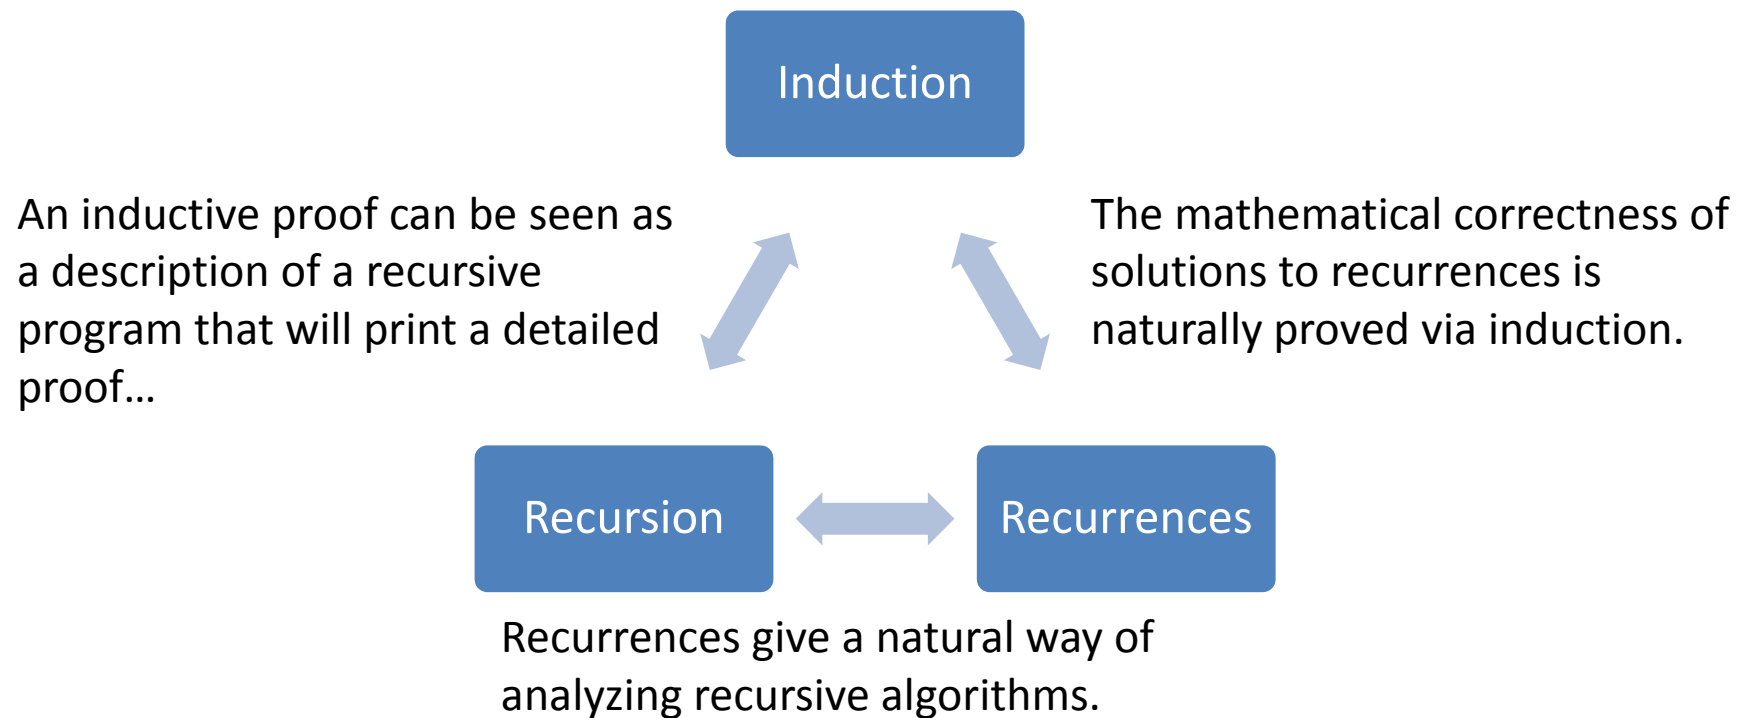 Induction
An inductive proof can be seen as
a description of a recursive
program that will print a detailed
proof…
The mathematical correctness of
solutions to recurrences is
naturally proved via induction.
Recursion
Recurrences
Recurrences give a natural way of
analyzing recursive algorithms.